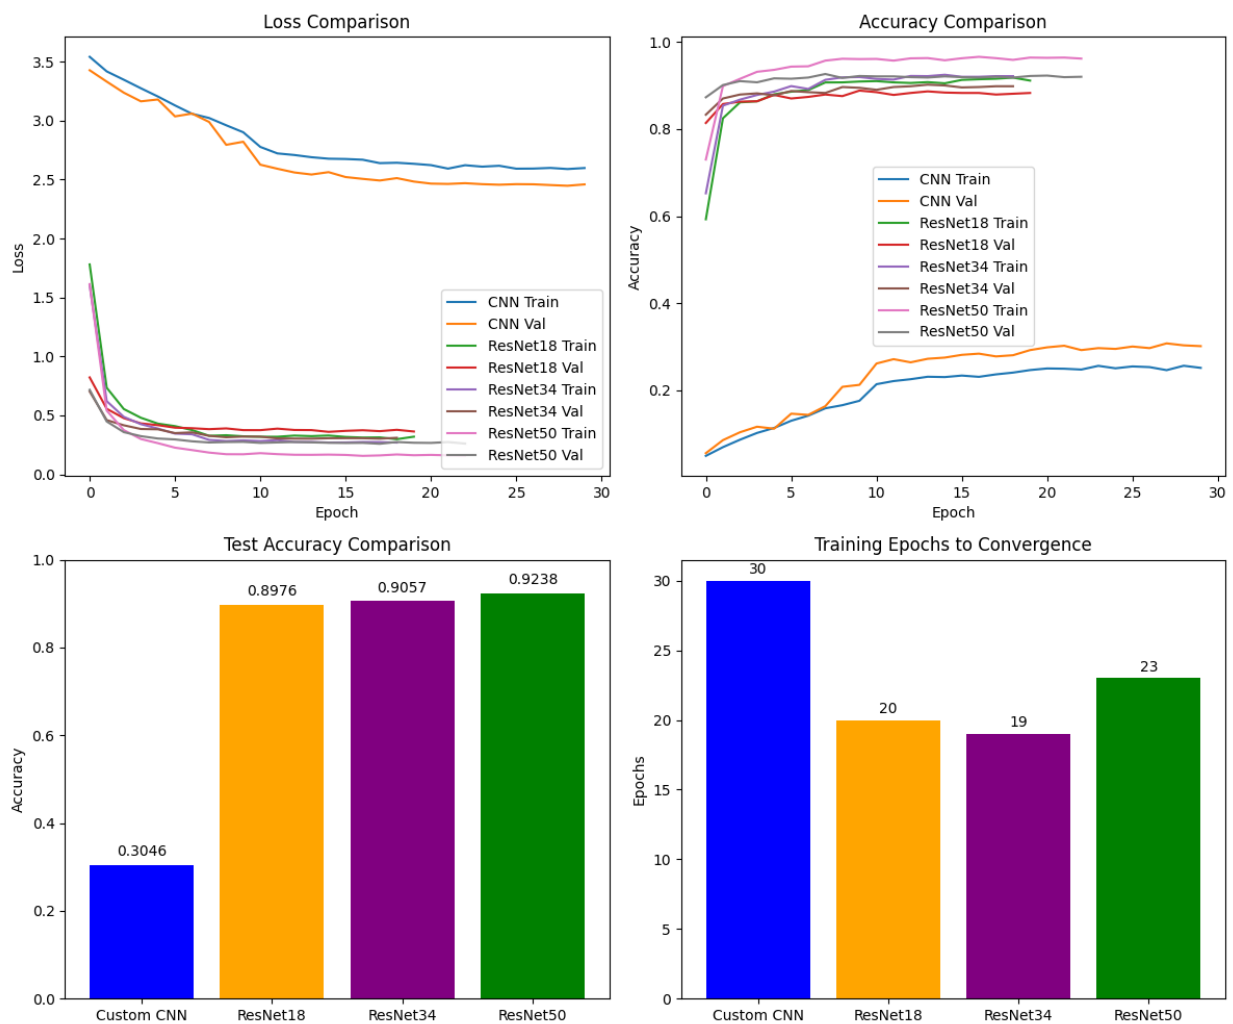 Loss Comparison
3.5
3.0
2.5
2.0
1.5
1.0
0.5
0.0
Loss
CNN Train
CNN Val
ResNet18 Train
ResNet18 Val
ResNet34 Train
ResNet34 Val
ResNet50 Train
ResNet50 Val
0 5 10 15 20 25 30
Epoch
Accuracy Comparison
1.0
0.8
0.6
0.4
0.2
Accuracy
CNN Train
CNN Val
ResNet18 Train
ResNet18 Val
ResNet34 Train
ResNet34 Val
ResNet50 Train
ResNet50 Val
0 5 10 15 20 25 30
Epoch
Test Accuracy Comparison
1.0
0.8
0.6
0.4
0.2
0.0
Accuracy
0.3046
0.8976
0.9057
0.9238
Custom CNN ResNet18 ResNet34 ResNet50
Training Epochs to Convergence
30
25
20
15
10
5
0
Epochs
30
20
19
23
Custom CNN ResNet18 ResNet34 ResNet50